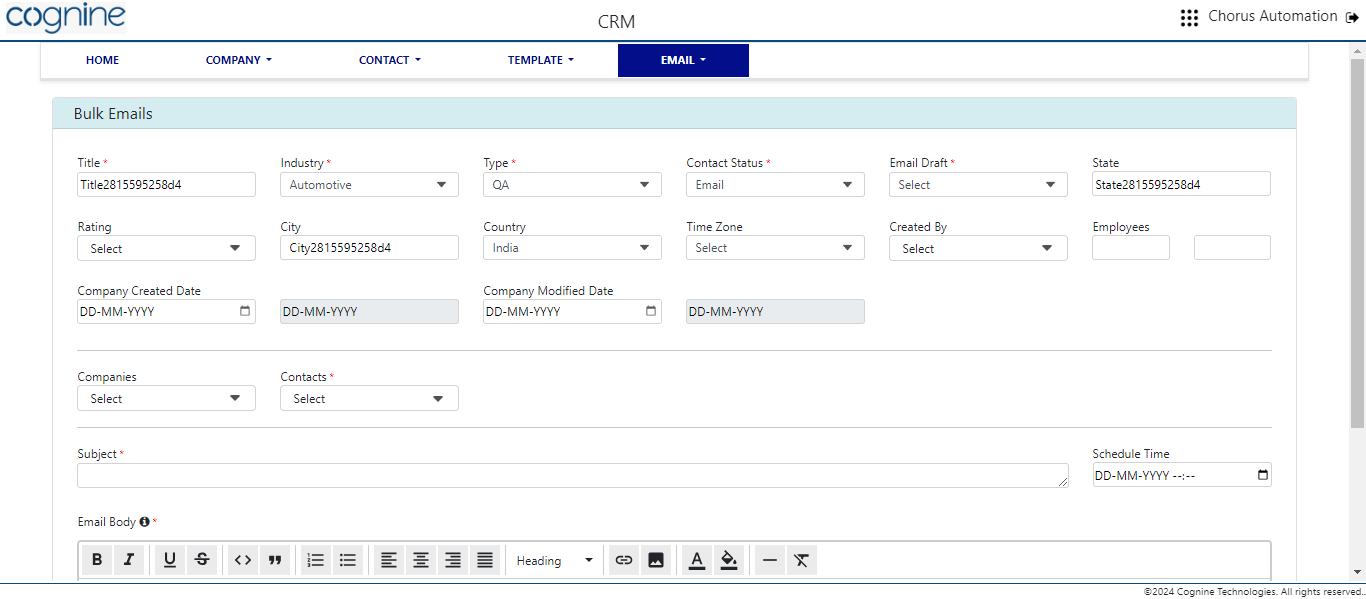 cognine
CRM
Chorus Automation
HOME COMPANY CONTACT TEMPLATE EMAIL
Bulk Emails
Title * Industry * Type * Contact Status * Email Draft * State
Title2815595258d4 Automotive QA Email Select State2815595258d4
Rating City Country Time Zone Created By Employees
Select City2815595258d4 India Select Select
Company Created Date Company Modified Date
DD-MM-YYYY DD-MM-YYYY DD-MM-YYYY DD-MM-YYYY
Companies Contacts *
Select Select
Subject * Schedule Time
DD-MM-YYYY --:--
Email Body *
B I U S Heading A
©2024 Cognine Technologies. All rights reserved.